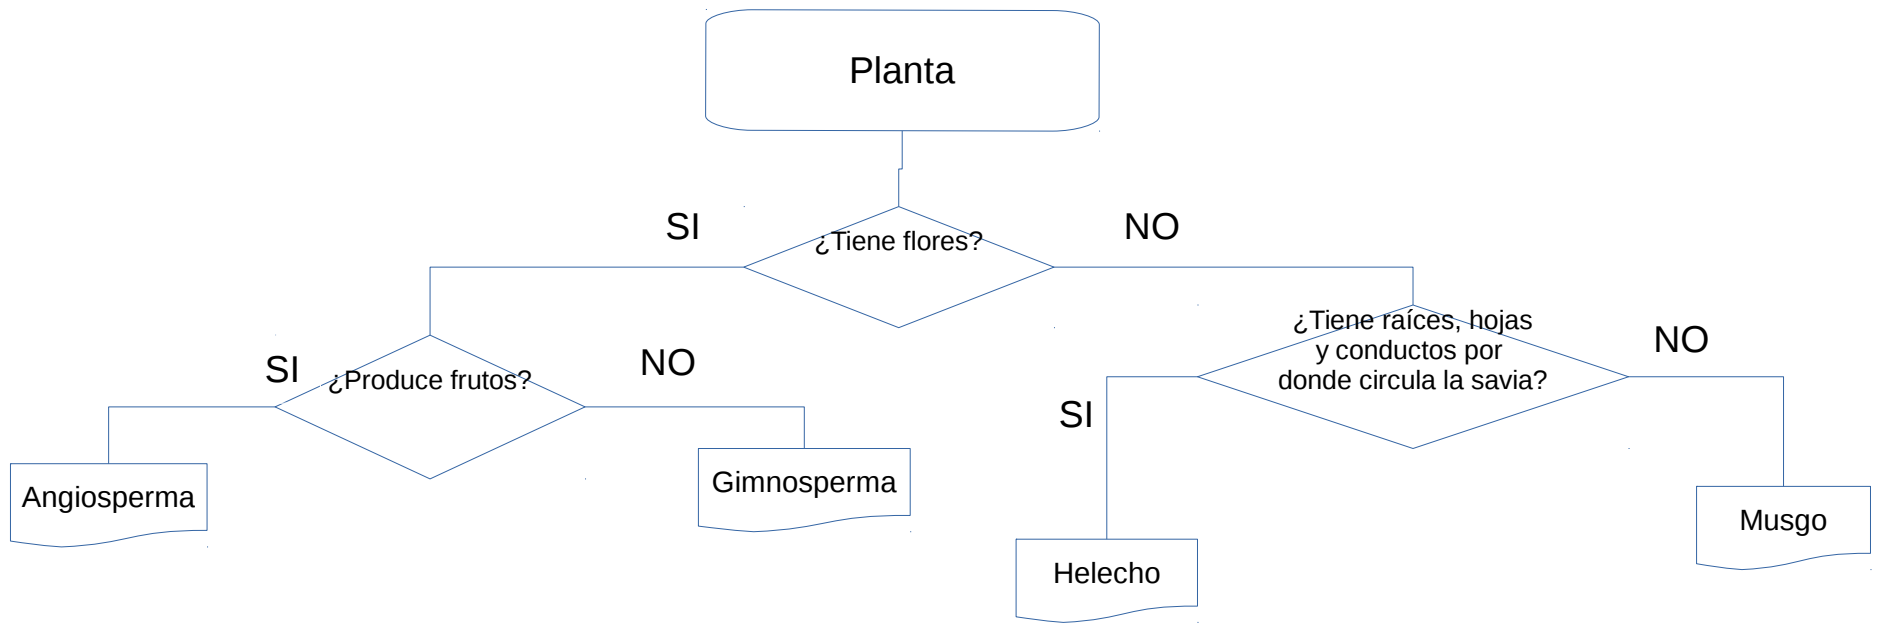 Planta
SI
NO
¿Tiene flores?
¿Tiene raíces, hojas
y conductos por
donde circula la savia?
NO
SI
NO
¿Produce frutos?
SI
Angiosperma
Gimnosperma
Musgo
Helecho